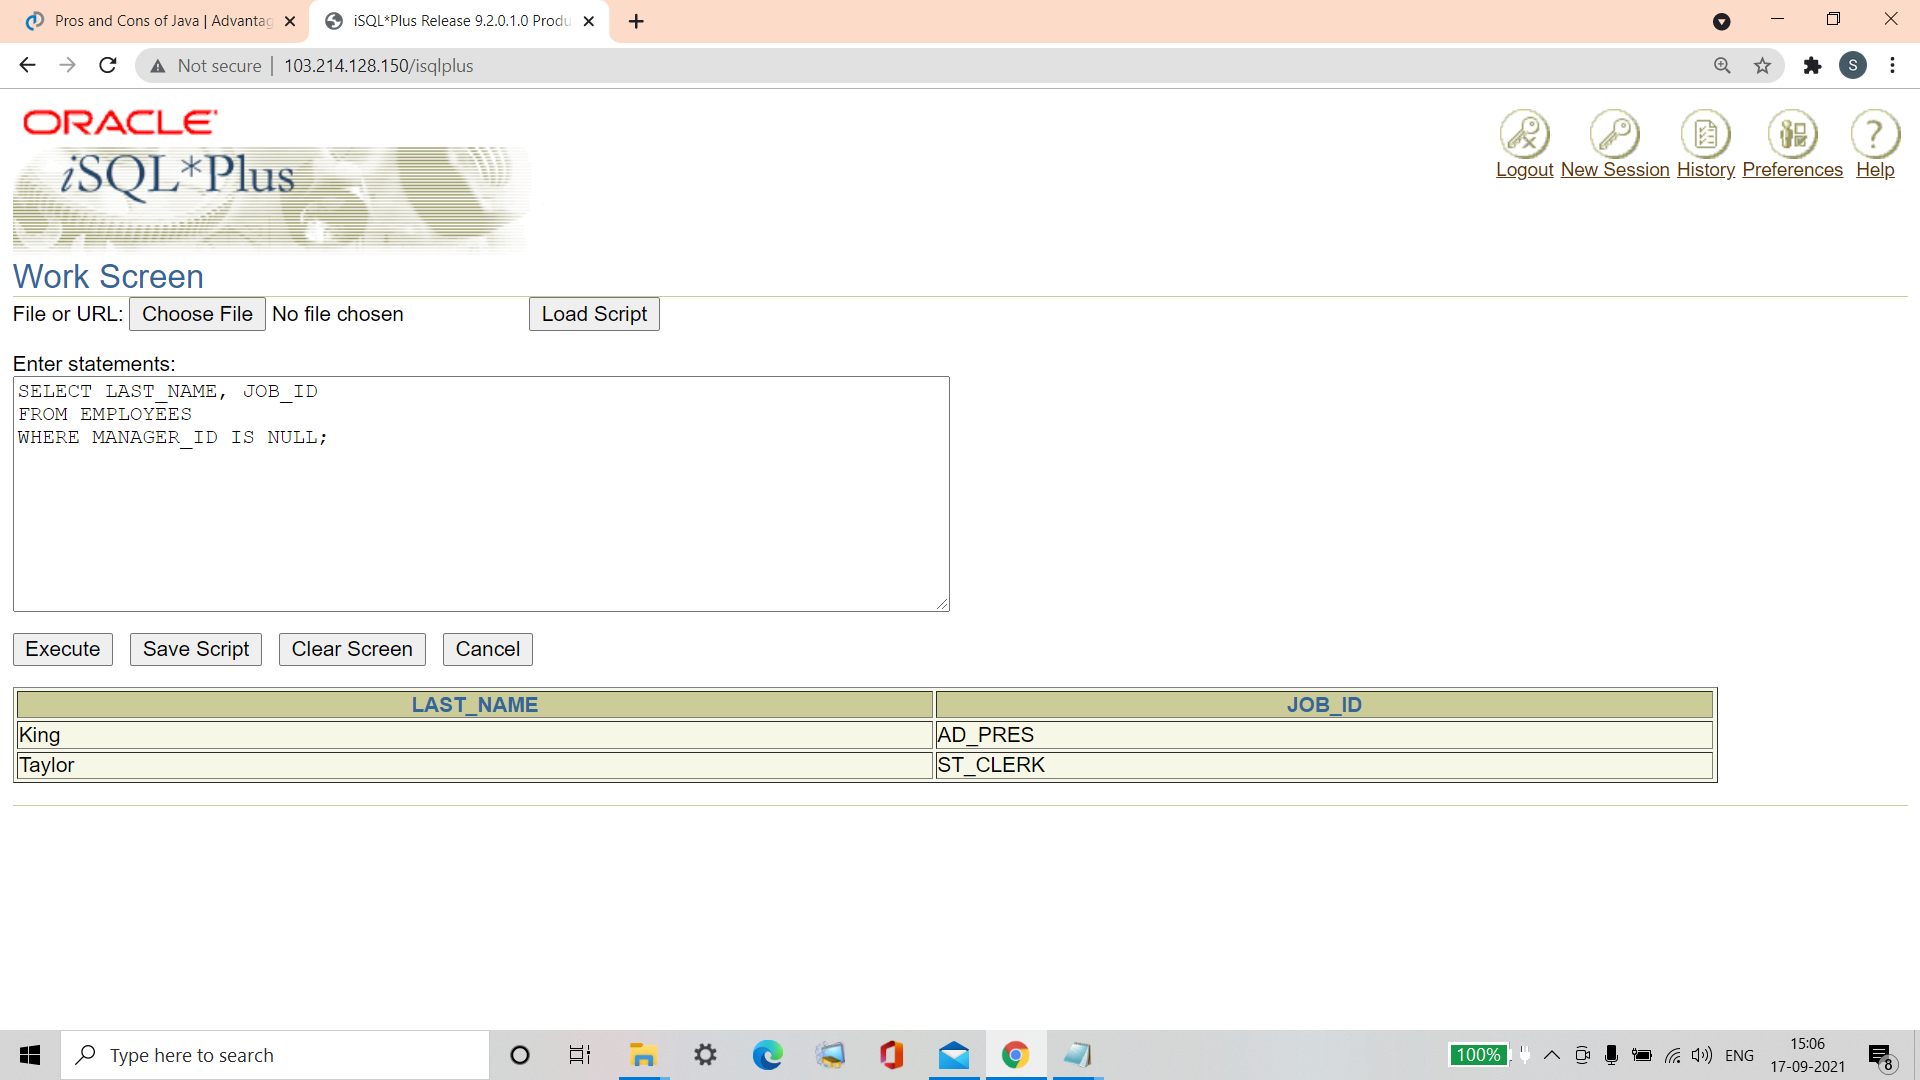 Pros and Cons of Java | Advantag
iSQL*Plus Release 9.2.0.1.0 Produ
Not secure
103.214.128.150/isqlplus
S
ORACLE
iSQL*Plus
Logout New Session History Preferences Help
Work Screen
File or URL: Choose File No file chosen Load Script
Enter statements:
SELECT LAST_NAME, JOB_ID
FROM EMPLOYEES
WHERE MANAGER_ID IS NULL;
Execute Save Script Clear Screen Cancel
LAST_NAME JOB_ID
King AD_PRES
Taylor ST_CLERK
Type here to search
100%
ENG
15:06
17-09-2021
8